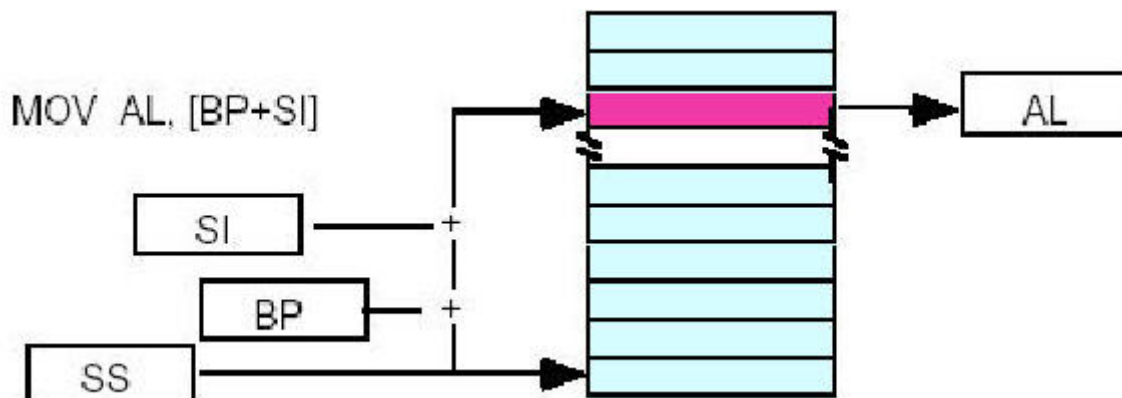 MOV AL, [BP+SI]
AL
SI
+
BP
+
SS